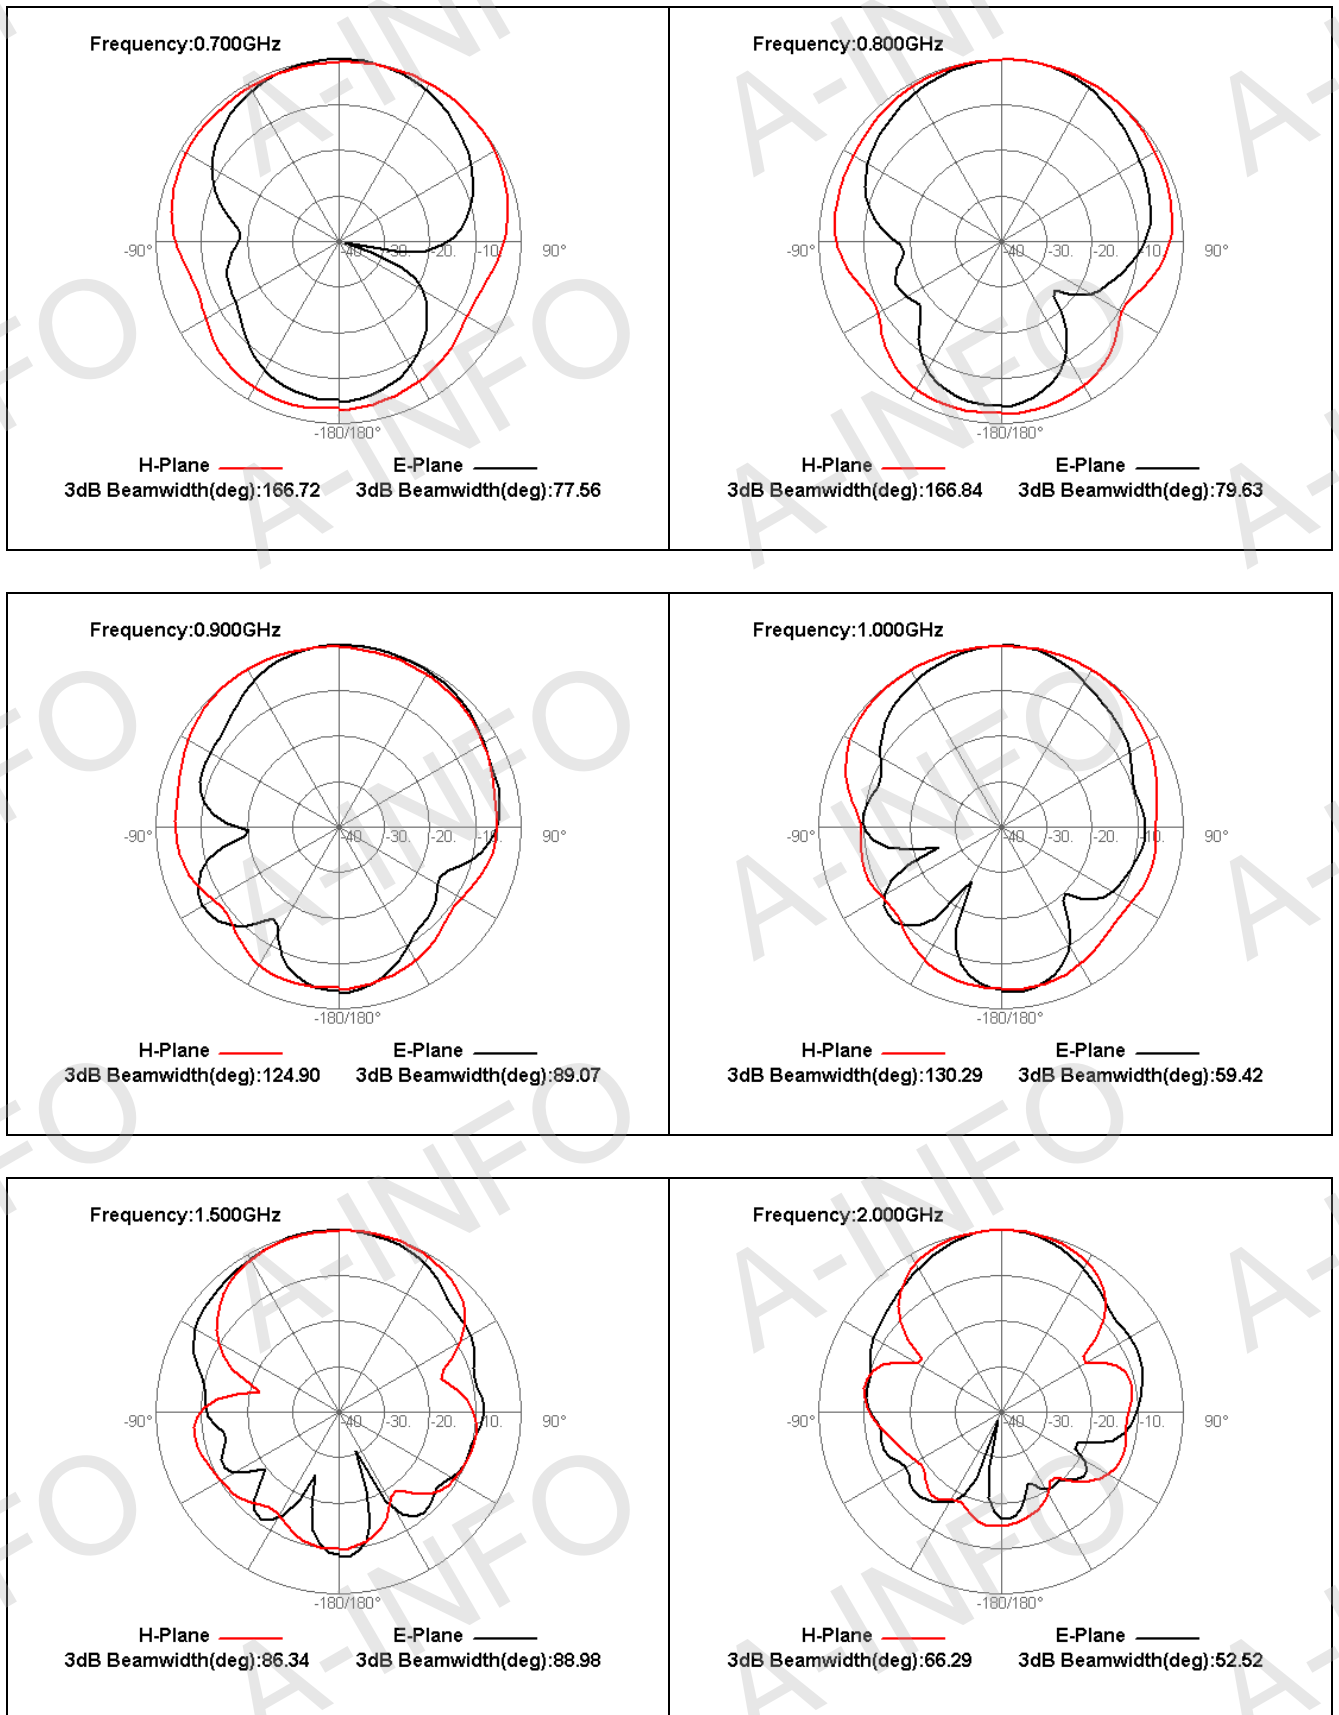 Frequency:0.700GHz
-90° -40. -30. -20. -10. 90°
-180/180°
H-Plane E-Plane
3dB Beamwidth(deg):166.72 3dB Beamwidth(deg):77.56
Frequency:0.800GHz
-90° -40. -30. -20. -10. 90°
-180/180°
H-Plane E-Plane
3dB Beamwidth(deg):166.84 3dB Beamwidth(deg):79.63
Frequency:0.900GHz
-90° -40. -30. -20. -10. 90°
-180/180°
H-Plane E-Plane
3dB Beamwidth(deg):124.90 3dB Beamwidth(deg):89.07
Frequency:1.000GHz
-90° -40. -30. -20. -10. 90°
-180/180°
H-Plane E-Plane
3dB Beamwidth(deg):130.29 3dB Beamwidth(deg):59.42
Frequency:1.500GHz
-90° -40. -30. -20. -10. 90°
-180/180°
H-Plane E-Plane
3dB Beamwidth(deg):86.34 3dB Beamwidth(deg):88.98
Frequency:2.000GHz
-90° -40. -30. -20. -10. 90°
-180/180°
H-Plane E-Plane
3dB Beamwidth(deg):66.29 3dB Beamwidth(deg):52.52
A-INFO